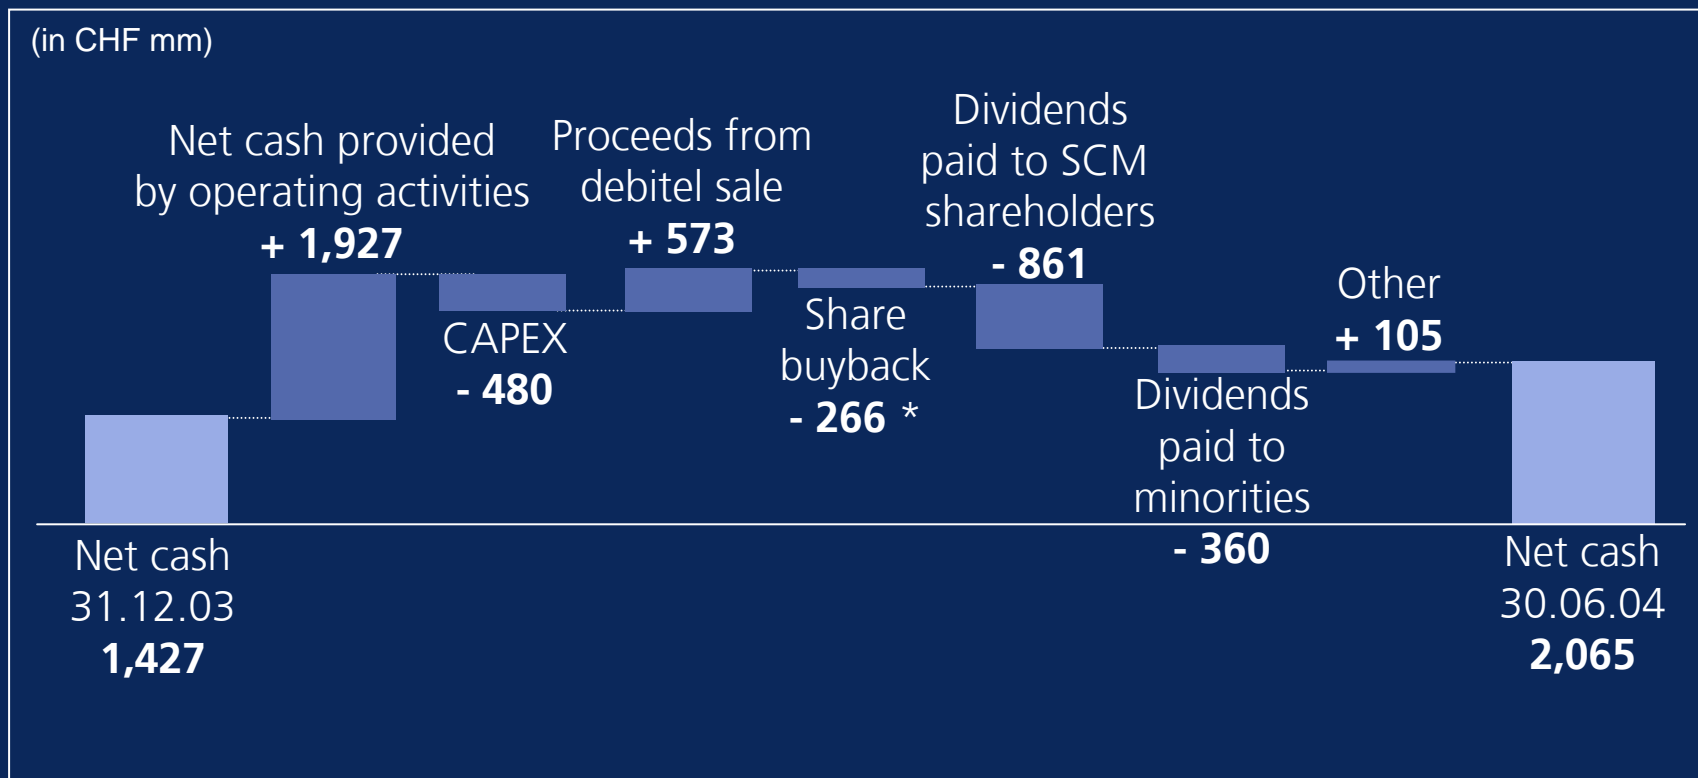 (in CHF mm)
Net cash provided
by operating activities
+ 1,927
CAPEX
- 480
Proceeds from
debitel sale
+ 573
Share
buyback
- 266 *
Dividends
paid to SCM
shareholders
- 861
Dividends
paid to
minorities
- 360
Other
+ 105
Net cash
31.12.03
1,427
Net cash
30.06.04
2,065